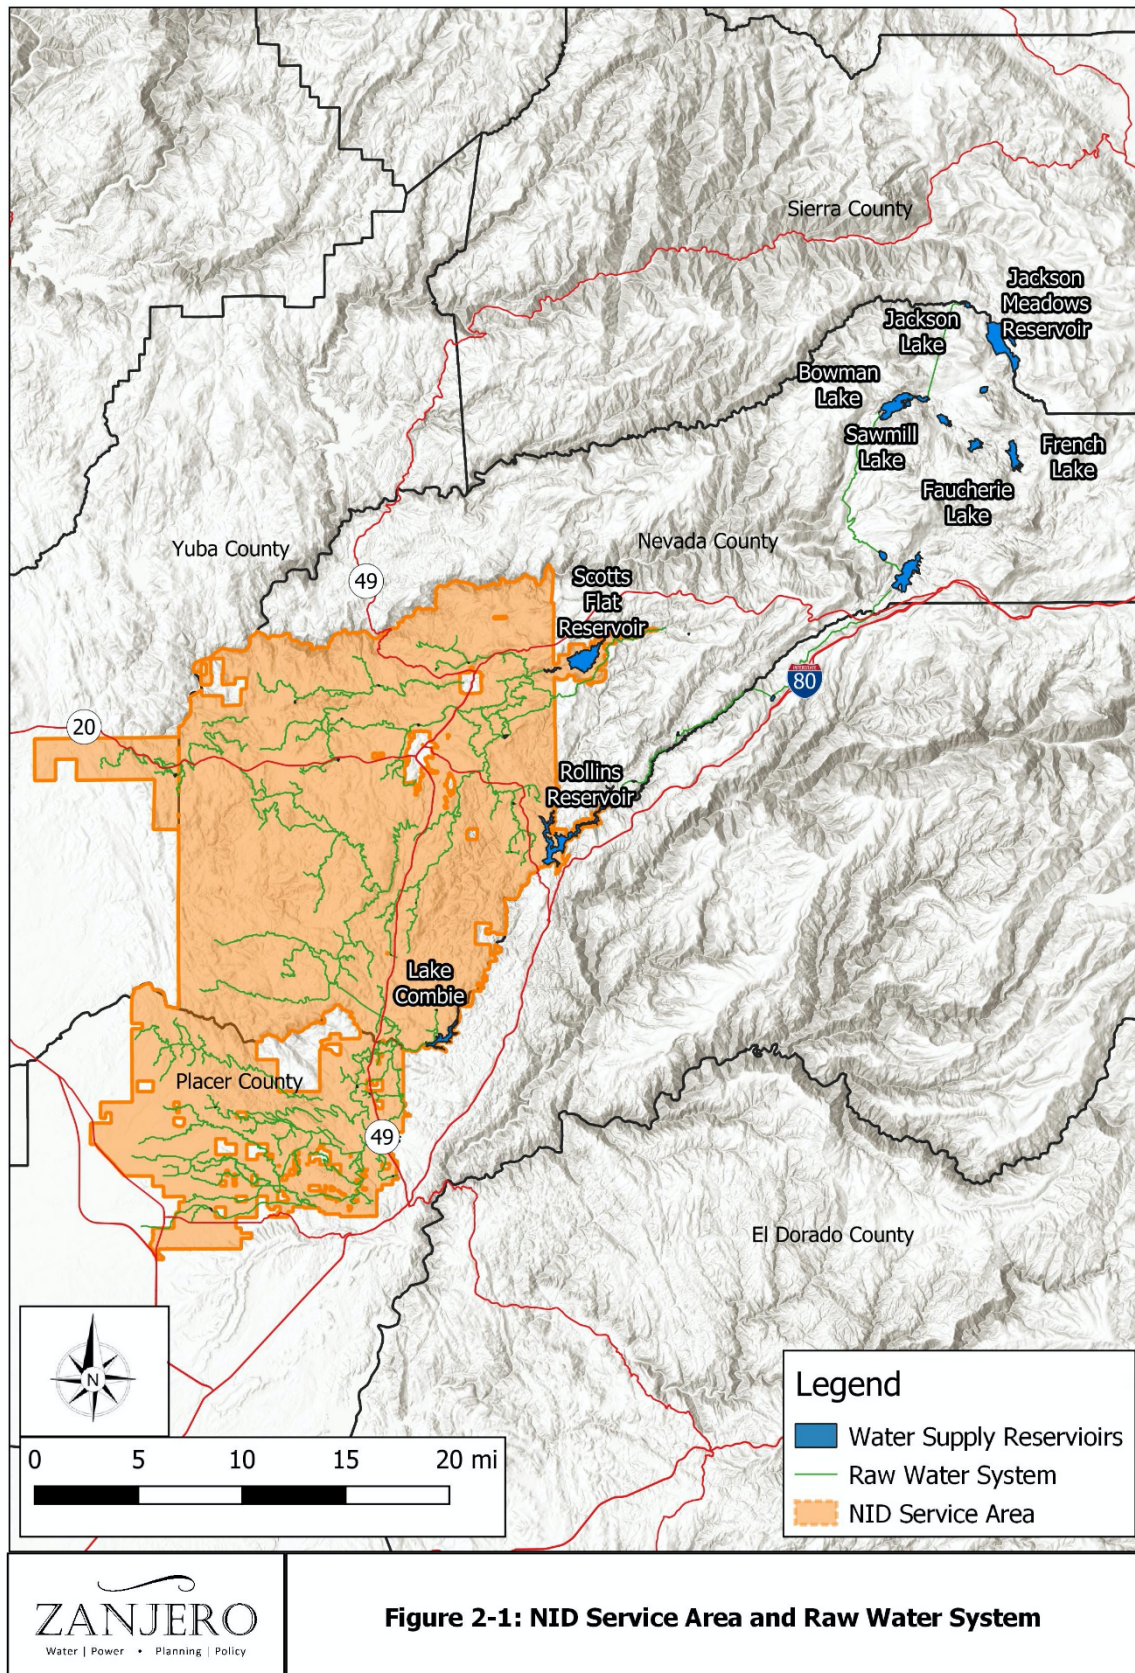 Sierra County
Jackson
Meadows
Reservoir
Jackson
Lake
Bowman
Lake
Sawmill
Lake
French
Lake
Faucherie
Lake
Yuba County
Nevada County
49
Scotts
Flat
Reservoir
INTERSTATE
80
20
Rollins
Reservoir
Lake
Combie
Placer County
49
El Dorado County
N
0 5 10 15 20 mi
Legend
Water Supply Reservioirs
Raw Water System
NID Service Area
ZANJERO
Water | Power • Planning | Policy
Figure 2-1: NID Service Area and Raw Water System